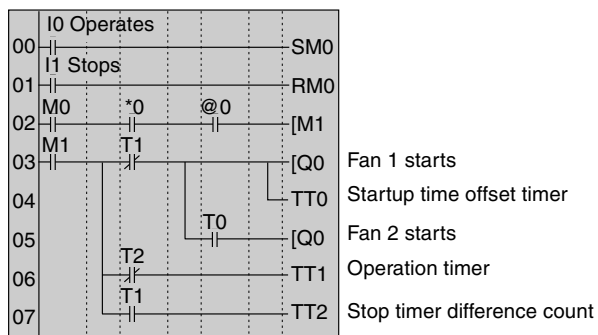 I0 Operates
00 SM0
I1 Stops
01 RM0
M0 *0 @0
02 [M1
M1 T1
03 [Q0 Fan 1 starts
04 TT0 Startup time offset timer
T0
05 [Q0 Fan 2 starts
T2
06 TT1 Operation timer
T1
07 TT2 Stop timer difference count